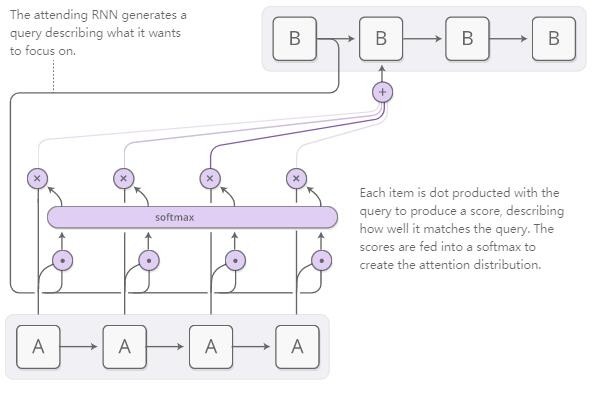 The attending RNN generates a
query describing what it wants
to focus on.
B B B B
+
× × × ×
softmax
Each item is dot producted with the
query to produce a score, describing
how well it matches the query. The
scores are fed into a softmax to
create the attention distribution.
A A A A